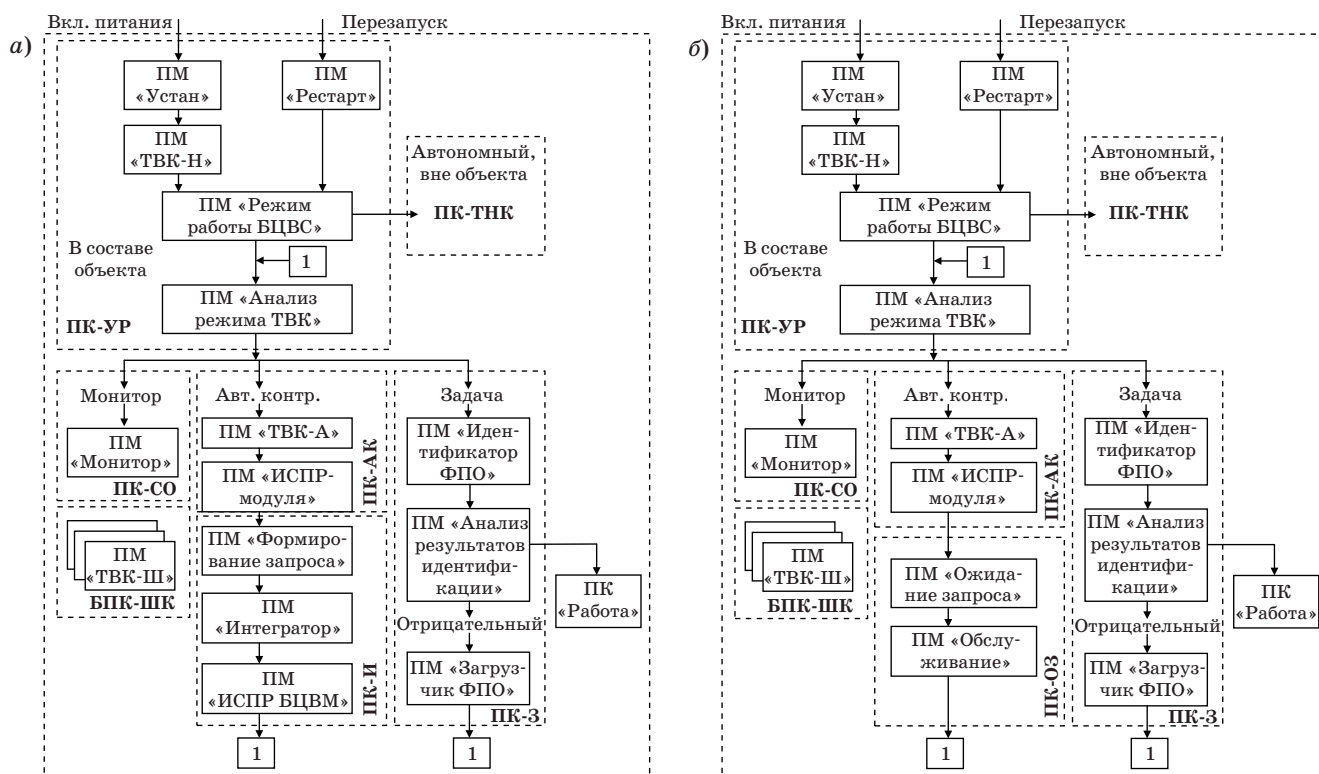 Вкл. питания
Перезапуск
а)
ПМ
«Устан»
ПМ
«Рестарт»
ПМ
«ТВК-Н»
Автономный,
вне объекта
ПК-ТНК
ПМ «Режим
работы БЦВС»
В составе
объекта
1
ПМ «Анализ
режима ТВК»
ПК-УР
Монитор
ПМ
«Монитор»
ПК-СО
ПМ
«ТВК-Ш»
БПК-ШК
Авт. контр.
ПМ «ТВК-А»
ПМ «ИСПР-
модуля»
ПК-АК
ПМ «Формиро-
вание запроса»
ПМ
«Интегратор»
ПМ
«ИСПР БЦВМ»
ПК-И
1
Задача
ПМ «Иден-
тификатор
ФПО»
ПМ «Анализ
результатов
идентифи-
кации»
ПК
«Работа»
Отрицательный
ПМ «Загруз-
чик ФПО»
ПК-З
1
Вкл. питания
Перезапуск
б)
ПМ
«Устан»
ПМ
«Рестарт»
ПМ
«ТВК-Н»
Автономный,
вне объекта
ПК-ТНК
ПМ «Режим
работы БЦВС»
В составе
объекта
1
ПМ «Анализ
режима ТВК»
ПК-УР
Монитор
ПМ
«Монитор»
ПК-СО
ПМ
«ТВК-Ш»
БПК-ШК
Авт. контр.
ПМ «ТВК-А»
ПМ «ИСПР-
модуля»
ПК-АК
ПМ «Ожида-
ние запроса»
ПМ «Обслу-
живание»
ПК-ОЗ
1
Задача
ПМ «Иден-
тификатор
ФПО»
ПМ «Анализ
результатов
идентифи-
кации»
ПК
«Работа»
Отрицательный
ПМ «Загруз-
чик ФПО»
ПК-З
1